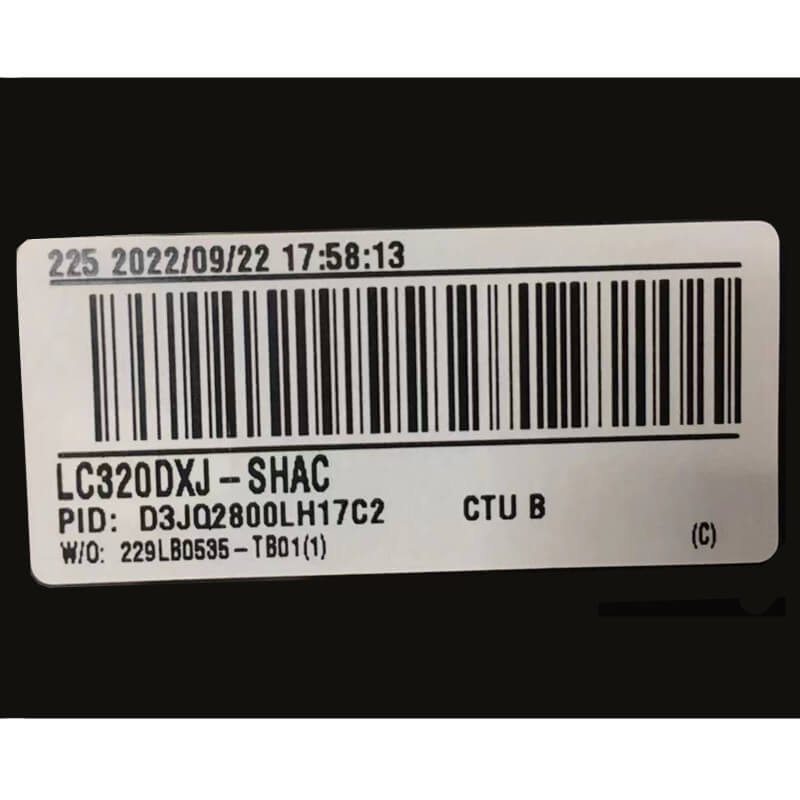 225 2022/09/22 17:58:13
LC320DXJ-SHAC
PID: D3JQ2800LH17C2 CTU B
W/O: 229LB0535-TB01(1)
(C)